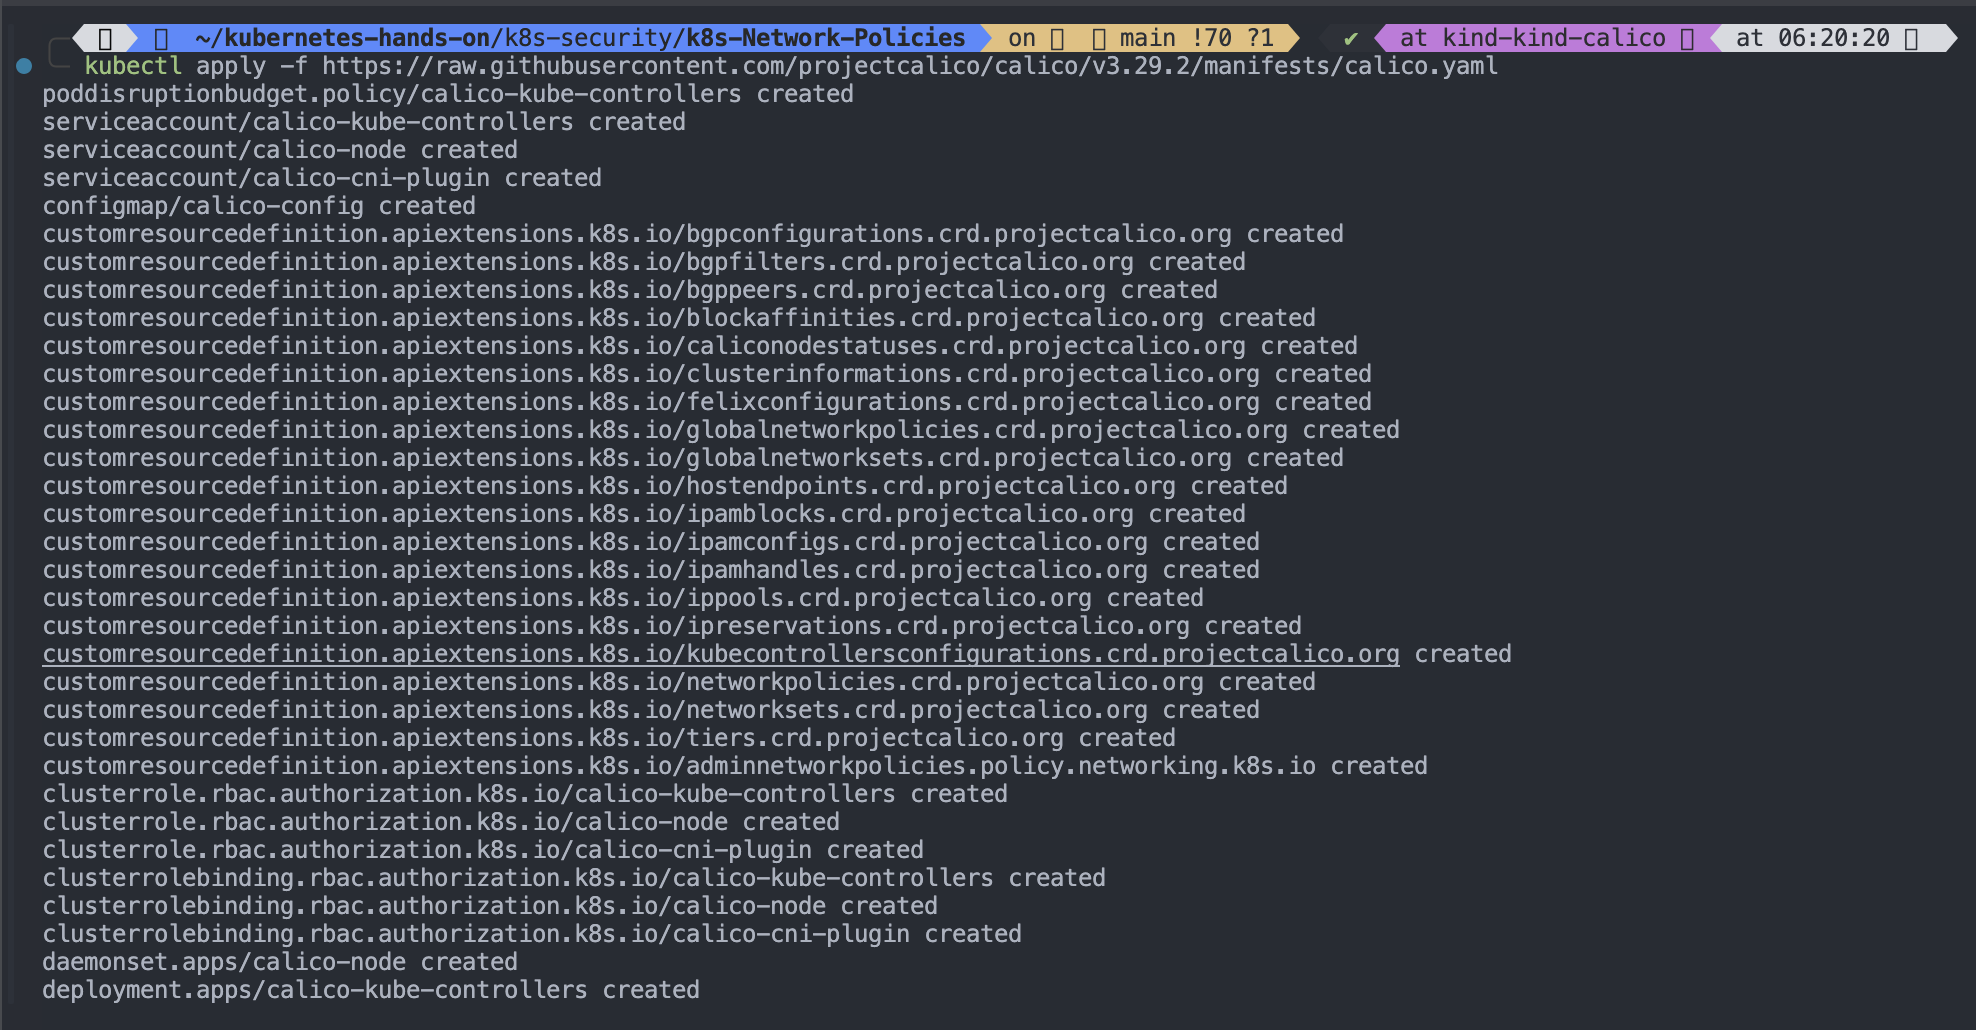 ~/kubernetes-hands-on/k8s-security/k8s-Network-Policies on main !70 ?1 ✔ at kind-kind-calico at 06:20:20
kubectl apply -f https://raw.githubusercontent.com/projectcalico/calico/v3.29.2/manifests/calico.yaml
poddisruptionbudget.policy/calico-kube-controllers created
serviceaccount/calico-kube-controllers created
serviceaccount/calico-node created
serviceaccount/calico-cni-plugin created
configmap/calico-config created
customresourcedefinition.apiextensions.k8s.io/bgpconfigurations.crd.projectcalico.org created
customresourcedefinition.apiextensions.k8s.io/bgpfilters.crd.projectcalico.org created
customresourcedefinition.apiextensions.k8s.io/bgppeers.crd.projectcalico.org created
customresourcedefinition.apiextensions.k8s.io/blockaffinities.crd.projectcalico.org created
customresourcedefinition.apiextensions.k8s.io/caliconodestatuses.crd.projectcalico.org created
customresourcedefinition.apiextensions.k8s.io/clusterinformations.crd.projectcalico.org created
customresourcedefinition.apiextensions.k8s.io/felixconfigurations.crd.projectcalico.org created
customresourcedefinition.apiextensions.k8s.io/globalnetworkpolicies.crd.projectcalico.org created
customresourcedefinition.apiextensions.k8s.io/globalnetworksets.crd.projectcalico.org created
customresourcedefinition.apiextensions.k8s.io/hostendpoints.crd.projectcalico.org created
customresourcedefinition.apiextensions.k8s.io/ipamblocks.crd.projectcalico.org created
customresourcedefinition.apiextensions.k8s.io/ipamconfigs.crd.projectcalico.org created
customresourcedefinition.apiextensions.k8s.io/ipamhandles.crd.projectcalico.org created
customresourcedefinition.apiextensions.k8s.io/ippools.crd.projectcalico.org created
customresourcedefinition.apiextensions.k8s.io/ipreservations.crd.projectcalico.org created
customresourcedefinition.apiextensions.k8s.io/kubecontrollersconfigurations.crd.projectcalico.org created
customresourcedefinition.apiextensions.k8s.io/networkpolicies.crd.projectcalico.org created
customresourcedefinition.apiextensions.k8s.io/networksets.crd.projectcalico.org created
customresourcedefinition.apiextensions.k8s.io/tiers.crd.projectcalico.org created
customresourcedefinition.apiextensions.k8s.io/adminnetworkpolicies.policy.networking.k8s.io created
clusterrole.rbac.authorization.k8s.io/calico-kube-controllers created
clusterrole.rbac.authorization.k8s.io/calico-node created
clusterrole.rbac.authorization.k8s.io/calico-cni-plugin created
clusterrolebinding.rbac.authorization.k8s.io/calico-kube-controllers created
clusterrolebinding.rbac.authorization.k8s.io/calico-node created
clusterrolebinding.rbac.authorization.k8s.io/calico-cni-plugin created
daemonset.apps/calico-node created
deployment.apps/calico-kube-controllers created